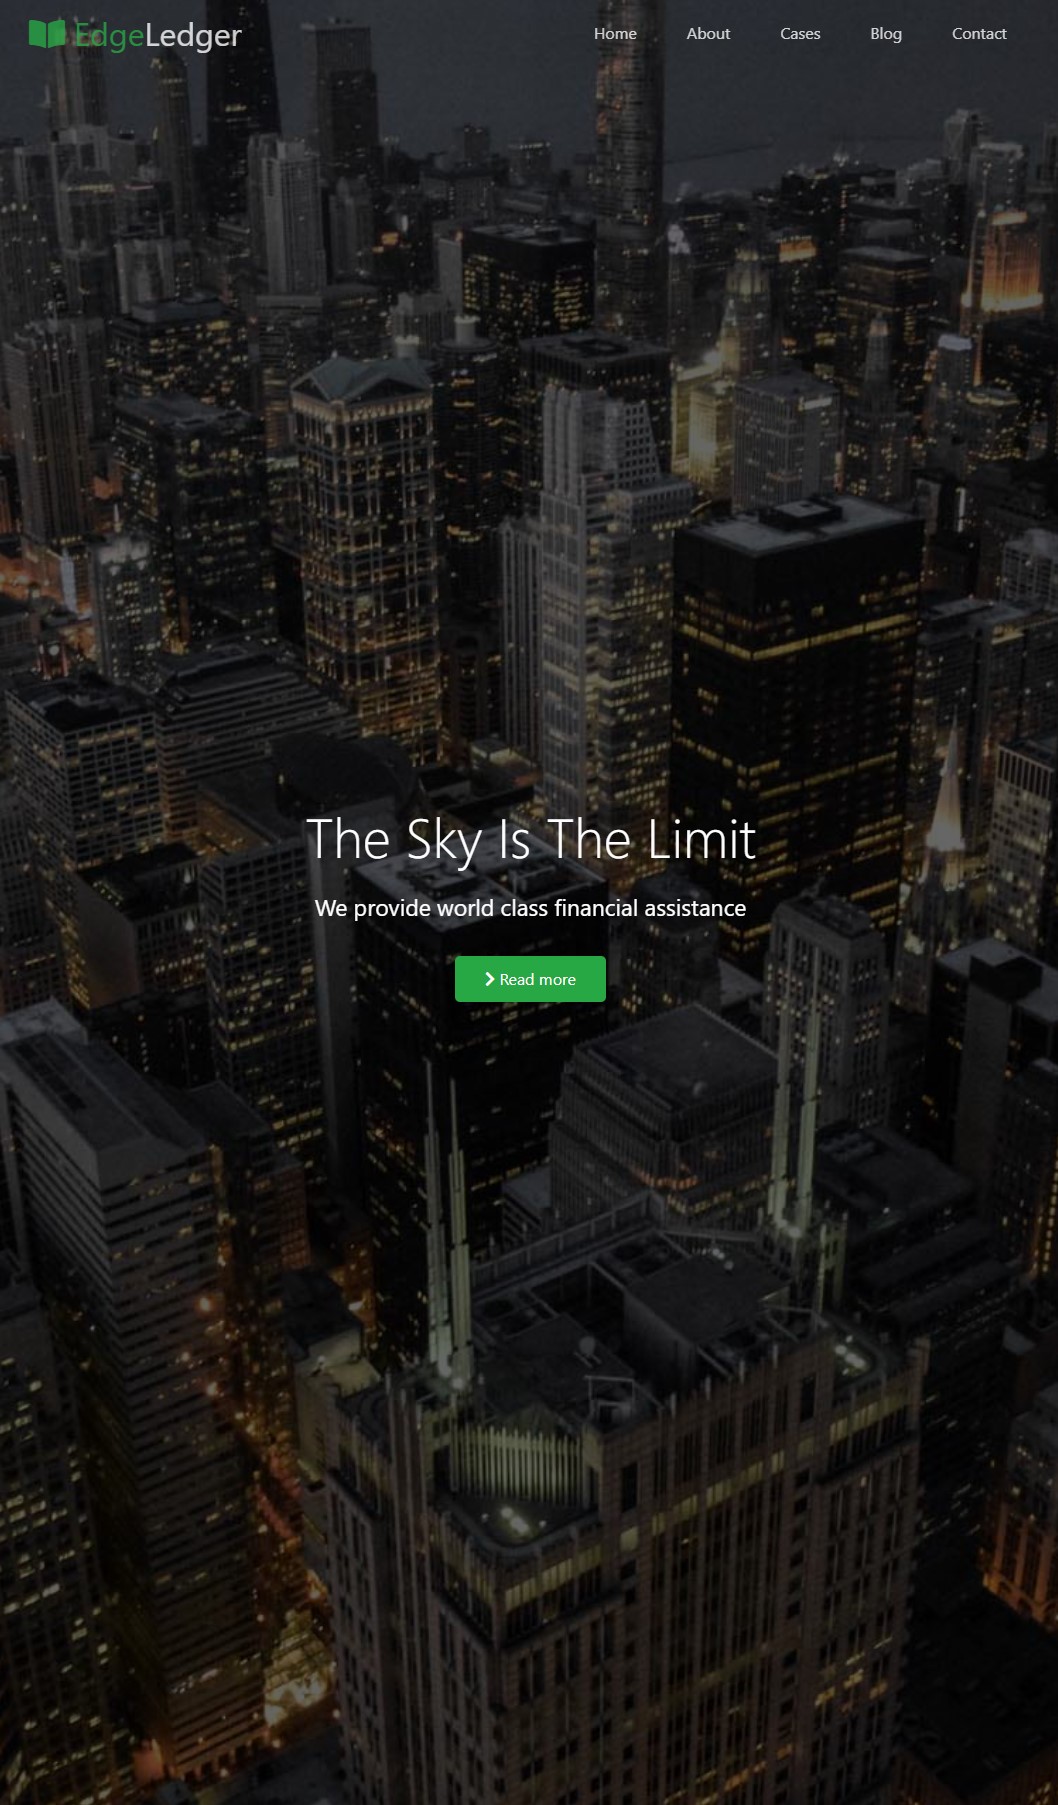 EdgeLedger
Home About Cases Blog Contact
The Sky Is The Limit
We provide world class financial assistance
Read more